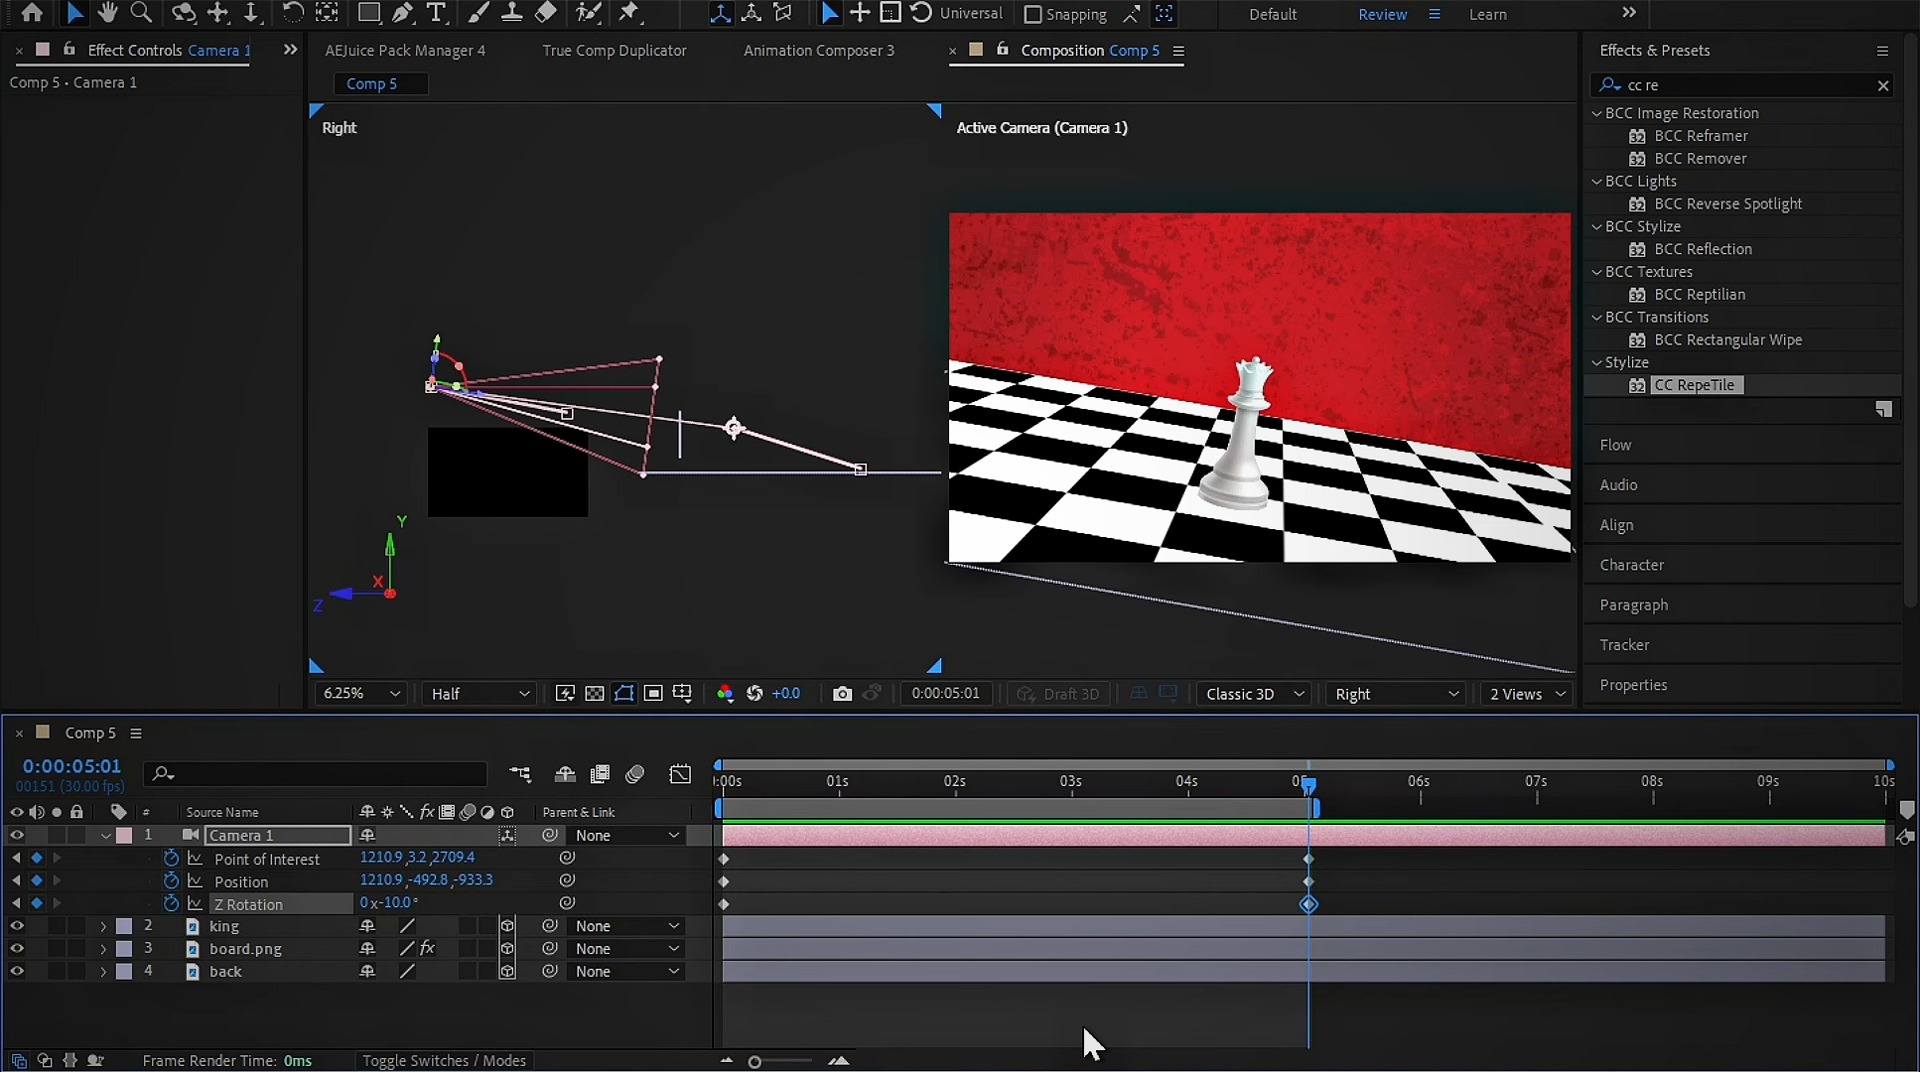 Universal
Snapping
Default
Review
Learn
Effect Controls Camera 1
AEJuice Pack Manager 4
True Comp Duplicator
Animation Composer 3
Composition Comp 5
Effects & Presets
Comp 5 • Camera 1
Comp 5
cc re
BCC Image Restoration
BCC Reframer
BCC Remover
BCC Lights
BCC Reverse Spotlight
BCC Stylize
BCC Reflection
BCC Textures
BCC Reptilian
BCC Transitions
BCC Rectangular Wipe
Stylize
CC RepeTile
Flow
Audio
Align
Character
Paragraph
Tracker
Properties
Right
Active Camera (Camera 1)
Y
X
Z
6.25%
Half
+0.0
0:00:05:01
Draft 3D
Classic 3D
Right
2 Views
Comp 5
0:00:05:01
00151 (30.00 fps)
:00s 01s 02s 03s 04s 05 06s 07s 08s 09s 10s
# Source Name fx Parent & Link
1 Camera 1 None
Point of Interest 1210.9,3.2,2709.4
Position 1210.9,-492.8,-933.3
Z Rotation 0x-10.0°
2 king None
3 board.png fx None
4 back None
Frame Render Time: 0ms
Toggle Switches / Modes